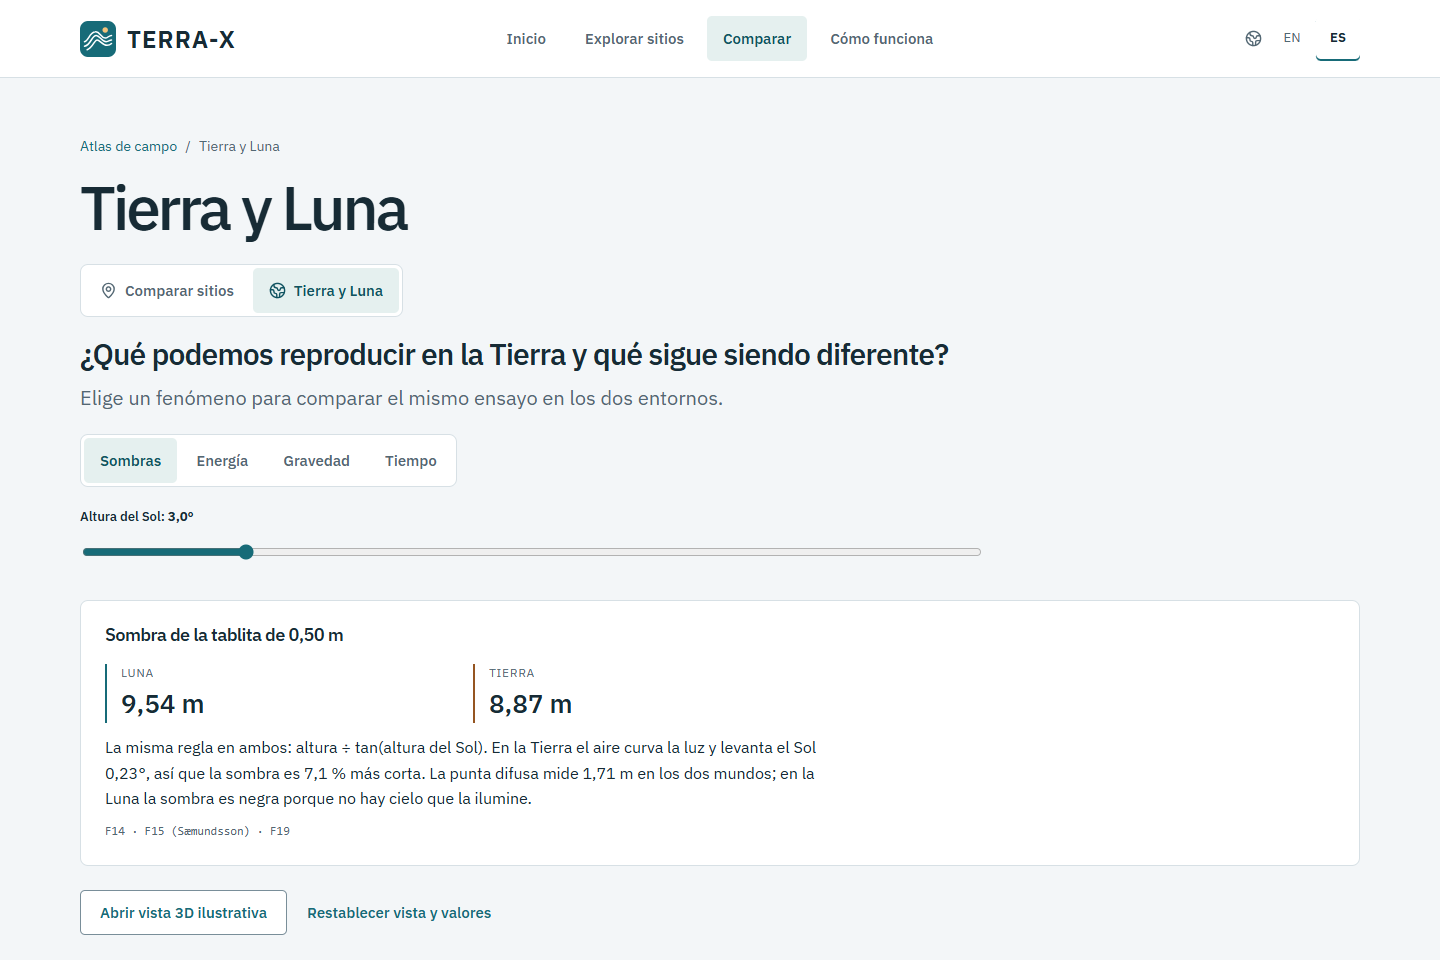 TERRA-X
Inicio
Explorar sitios
Comparar
Cómo funciona
EN
ES
Atlas de campo / Tierra y Luna
Tierra y Luna
Comparar sitios
Tierra y Luna
¿Qué podemos reproducir en la Tierra y qué sigue siendo diferente?
Elige un fenómeno para comparar el mismo ensayo en los dos entornos.
Sombras
Energía
Gravedad
Tiempo
Altura del Sol: 3,0°
Sombra de la tablita de 0,50 m
LUNA
9,54 m
TIERRA
8,87 m
La misma regla en ambos: altura ÷ tan(altura del Sol). En la Tierra el aire curva la luz y levanta el Sol
0,23°, así que la sombra es 7,1 % más corta. La punta difusa mide 1,71 m en los dos mundos; en la
Luna la sombra es negra porque no hay cielo que la ilumine.
F14 · F15 (Sæmundsson) · F19
Abrir vista 3D ilustrativa
Restablecer vista y valores